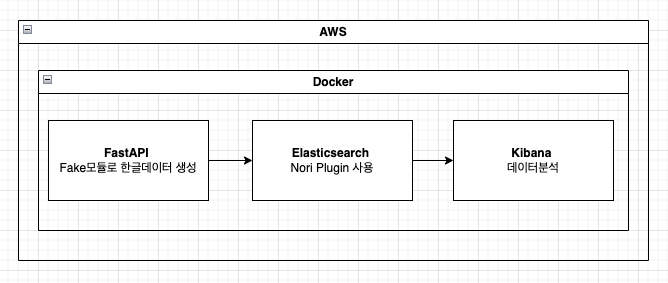 AWS
Docker
FastAPI
Fake모듈로 한글데이터 생성
Elasticsearch
Nori Plugin 사용
Kibana
데이터분석